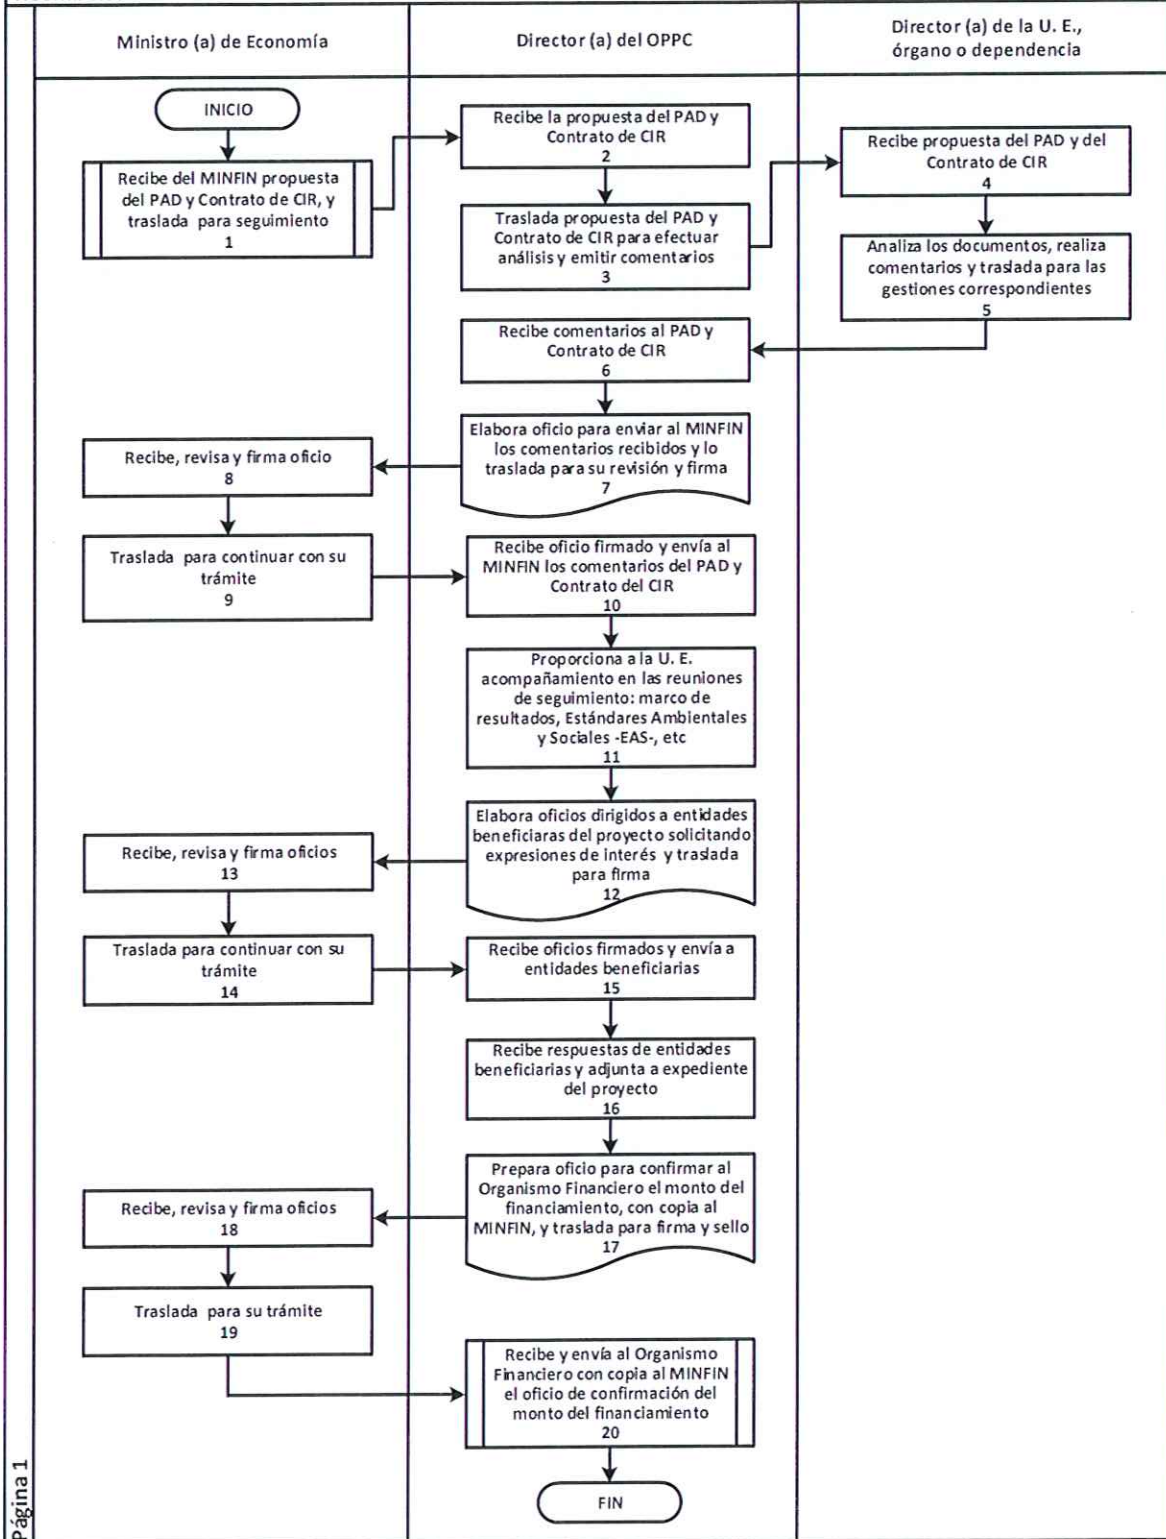 Ministro (a) de Economía
Director (a) del OPPC
Director (a) de la U. E.,
órgano o dependencia
INICIO
Recibe del MINFIN propuesta
del PAD y Contrato de CIR, y
traslada para seguimiento
1
Recibe la propuesta del PAD y
Contrato de CIR
2
Traslada propuesta del PAD y
Contrato de CIR para efectuar
análisis y emitir comentarios
3
Recibe propuesta del PAD y del
Contrato de CIR
4
Analiza los documentos, realiza
comentarios y traslada para las
gestiones correspondientes
5
Recibe comentarios al PAD y
Contrato de CIR
6
Elabora oficio para enviar al MINFIN
los comentarios recibidos y lo
traslada para su revisión y firma
7
Recibe, revisa y firma oficio
8
Traslada para continuar con su
trámite
9
Recibe oficio firmado y envía al
MINFIN los comentarios del PAD y
Contrato del CIR
10
Proporciona a la U. E.
acompañamiento en las reuniones
de seguimiento: marco de
resultados, Estándares Ambientales
y Sociales -EAS-, etc
11
Elabora oficios dirigidos a entidades
beneficiaras del proyecto solicitando
expresiones de interés y traslada
para firma
12
Recibe, revisa y firma oficios
13
Traslada para continuar con su
trámite
14
Recibe oficios firmados y envía a
entidades beneficiarias
15
Recibe respuestas de entidades
beneficiarias y adjunta a expediente
del proyecto
16
Prepara oficio para confirmar al
Organismo Financiero el monto del
financiamiento, con copia al
MINFIN, y traslada para firma y sello
17
Recibe, revisa y firma oficios
18
Traslada para su trámite
19
Recibe y envía al Organismo
Financiero con copia al MINFIN
el oficio de confirmación del
monto del financiamiento
20
FIN
Página 1